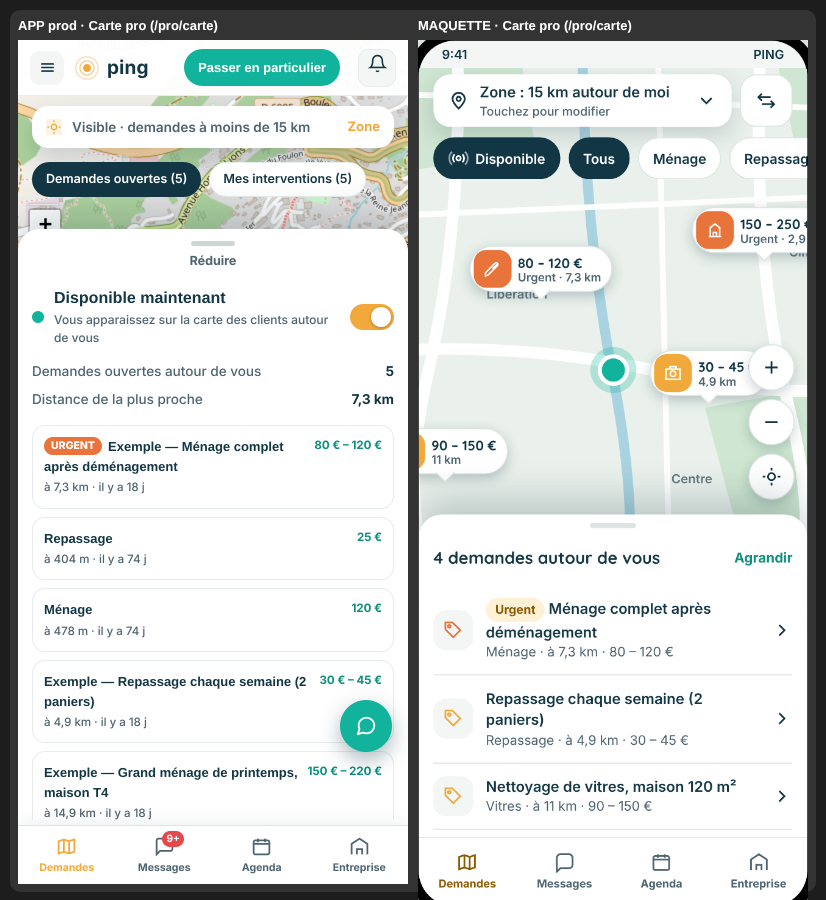 APP prod · Carte pro (/pro/carte)
ping
Passer en particulier
Boule
Visible · demandes à moins de 15 km
Zone
du Foulon
Demandes ouvertes (5)
Mes interventions (5)
+
Réduire
Disponible maintenant
Vous apparaissez sur la carte des clients autour
de vous
Demandes ouvertes autour de vous
5
Distance de la plus proche
7,3 km
URGENT Exemple — Ménage complet
après déménagement
80 € – 120 €
à 7,3 km · il y a 18 j
Repassage
25 €
à 404 m · il y a 74 j
Ménage
120 €
à 478 m · il y a 74 j
Exemple — Repassage chaque semaine (2
paniers)
30 € – 45 €
à 4,9 km · il y a 18 j
Exemple — Grand ménage de printemps,
maison T4
150 € – 220 €
à 14,9 km · il y a 18 j
Demandes
9+
Messages
Agenda
Entreprise
MAQUETTE · Carte pro (/pro/carte)
9:41
PING
Zone : 15 km autour de moi
Touchez pour modifier
Disponible
Tous
Ménage
Repassag
150 – 250 €
Urgent · 2,9
80 – 120 €
Urgent · 7,3 km
Libération
30 – 45
4,9 km
+
−
90 – 150 €
11 km
Centre
4 demandes autour de vous
Agrandir
Urgent Ménage complet après
déménagement
Ménage · à 7,3 km · 80 – 120 €
Repassage chaque semaine (2
paniers)
Repassage · à 4,9 km · 30 – 45 €
Nettoyage de vitres, maison 120 m²
Vitres · à 11 km · 90 – 150 €
Demandes
Messages
Agenda
Entreprise